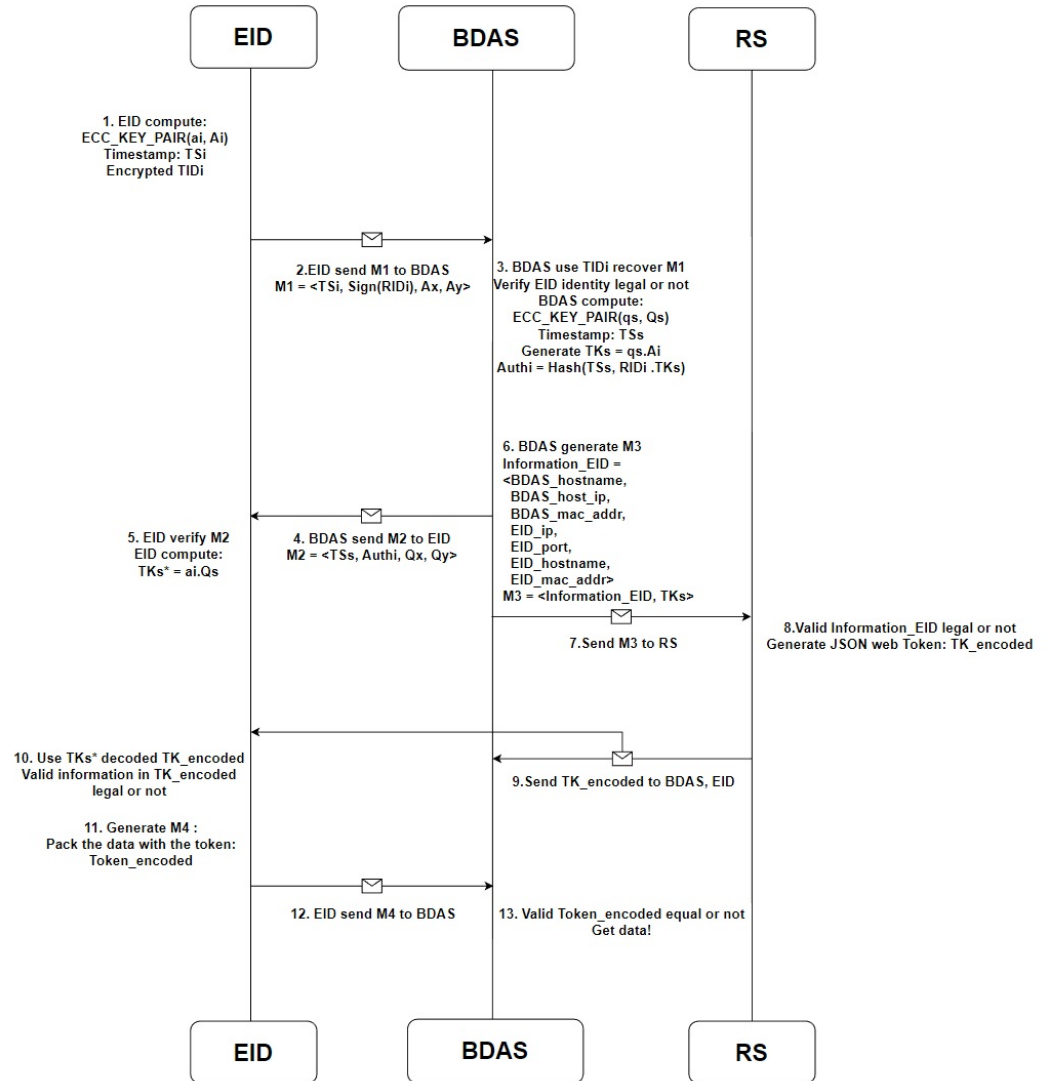 EID
BDAS
RS
1. EID compute:
ECC_KEY_PAIR(ai, Ai)
Timestamp: TSi
Encrypted TIDi
2.EID send M1 to BDAS
M1 = <TSi, Sign(RIDi), Ax, Ay>
3. BDAS use TIDi recover M1
Verify EID identity legal or not
BDAS compute:
ECC_KEY_PAIR(qs, Qs)
Timestamp: TSs
Generate TKs = qs.Ai
Authi = Hash(TSs, RIDi .TKs)
4. BDAS send M2 to EID
M2 = <TSs, Authi, Qx, Qy>
5. EID verify M2
EID compute:
TKs* = ai.Qs
6. BDAS generate M3
Information_EID =
<BDAS_hostname,
BDAS_host_ip,
BDAS_mac_addr,
EID_ip,
EID_port,
EID_hostname,
EID_mac_addr>
M3 = <Information_EID, TKs>
7.Send M3 to RS
8.Valid Information_EID legal or not
Generate JSON web Token: TK_encoded
9.Send TK_encoded to BDAS, EID
10. Use TKs* decoded TK_encoded
Valid information in TK_encoded
legal or not
11. Generate M4 :
Pack the data with the token:
Token_encoded
12. EID send M4 to BDAS
13. Valid Token_encoded equal or not
Get data!
EID
BDAS
RS